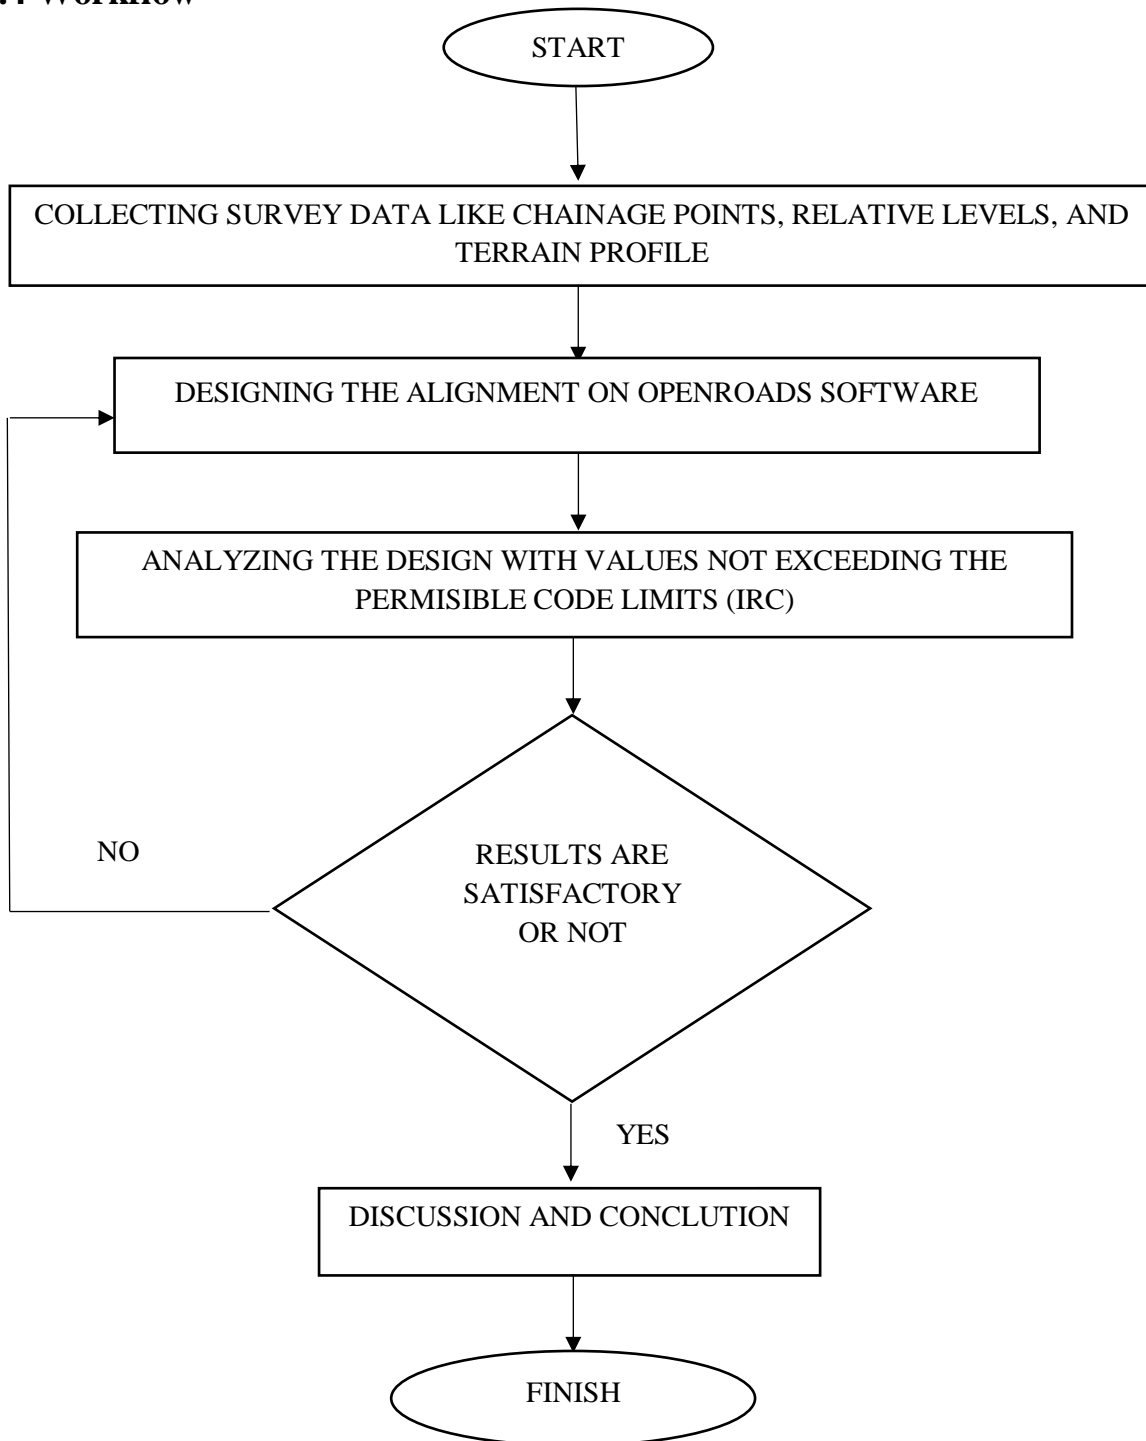 Workflow
START
COLLECTING SURVEY DATA LIKE CHAINAGE POINTS, RELATIVE LEVELS, AND
TERRAIN PROFILE
DESIGNING THE ALIGNMENT ON OPENROADS SOFTWARE
ANALYZING THE DESIGN WITH VALUES NOT EXCEEDING THE
PERMISIBLE CODE LIMITS (IRC)
NO
RESULTS ARE
SATISFACTORY
OR NOT
YES
DISCUSSION AND CONCLUTION
FINISH